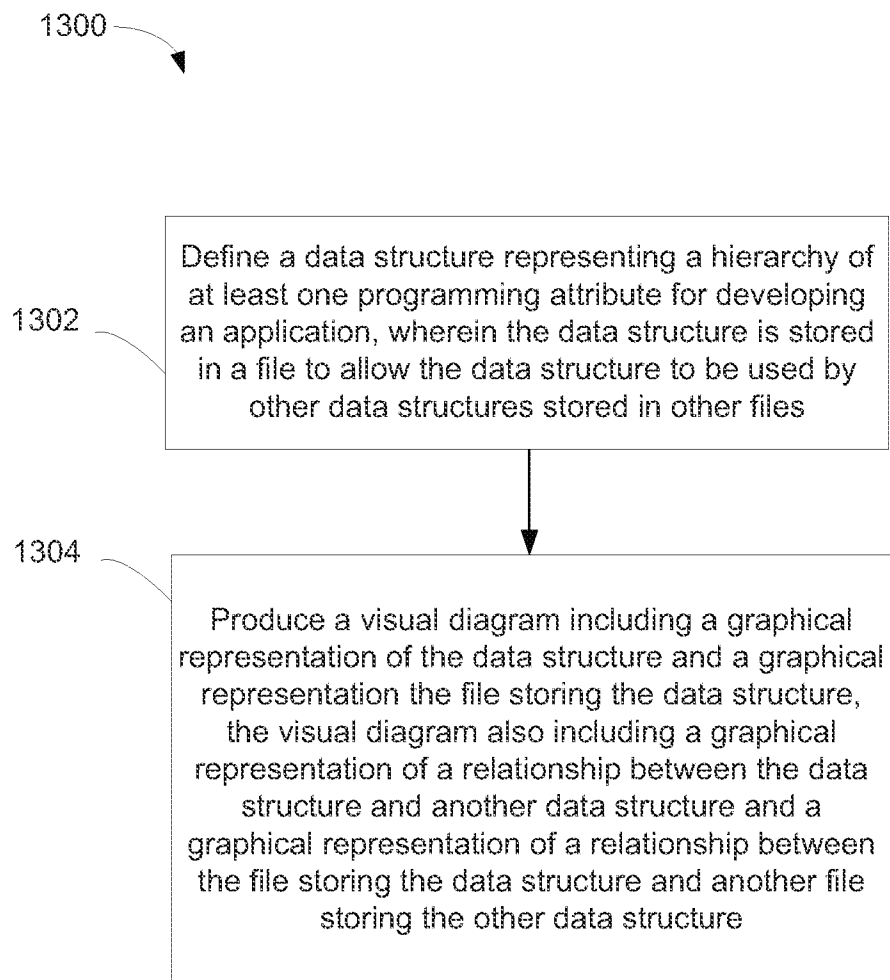 1300
1302
Define a data structure representing a hierarchy of
at least one programming attribute for developing
an application, wherein the data structure is stored
in a file to allow the data structure to be used by
other data structures stored in other files
1304
Produce a visual diagram including a graphical
representation of the data structure and a graphical
representation the file storing the data structure,
the visual diagram also including a graphical
representation of a relationship between the data
structure and another data structure and a
graphical representation of a relationship between
the file storing the data structure and another file
storing the other data structure